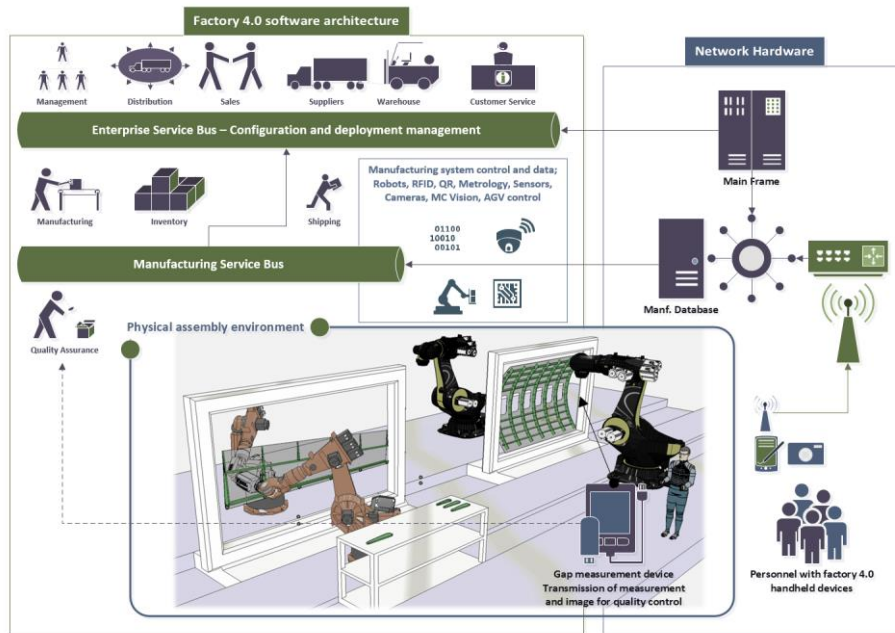 Factory 4.0 software architecture
Network Hardware
Management
Distribution
Sales
Suppliers
Warehouse
Customer Service
Enterprise Service Bus – Configuration and deployment management
Main Frame
Manufacturing
Inventory
Shipping
Manufacturing system control and data;
Robots, RFID, QR, Metrology, Sensors,
Cameras, MC Vision, AGV control
01100
10010
00101
Manufacturing Service Bus
Manf. Database
Quality Assurance
Physical assembly environment
Gap measurement device
Transmission of measurement
and image for quality control
Personnel with factory 4.0
handheld devices